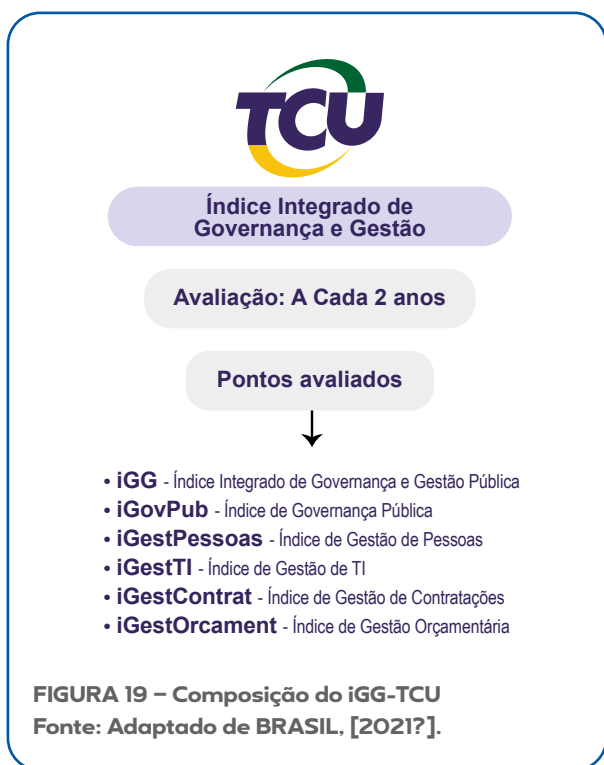 TCU
Índice Integrado de
Governança e Gestão
Avaliação: A Cada 2 anos
Pontos avaliados
• iGG - Índice Integrado de Governança e Gestão Pública
• iGovPub - Índice de Governança Pública
• iGestPessoas - Índice de Gestão de Pessoas
• iGestTI - Índice de Gestão de TI
• iGestContrat - Índice de Gestão de Contratações
• iGestOrcament - Índice de Gestão Orçamentária
FIGURA 19 – Composição do iGG-TCU
Fonte: Adaptado de BRASIL, [2021?].